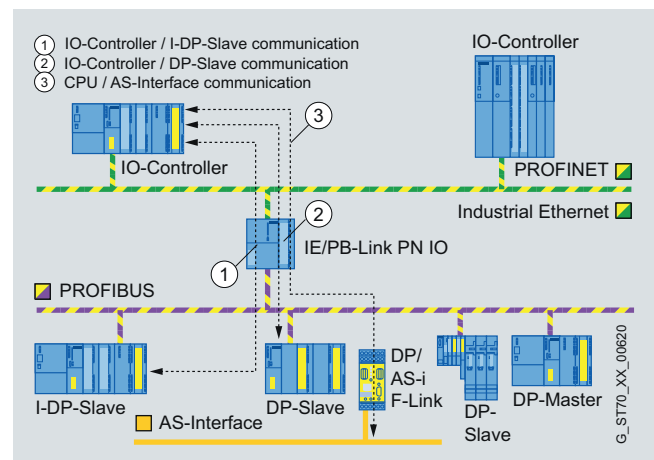 1 IO-Controller / I-DP-Slave communication
2 IO-Controller / DP-Slave communication
3 CPU / AS-Interface communication
IO-Controller
3
IO-Controller
PROFINET
Industrial Ethernet
2
IE/PB-Link PN IO
1
PROFIBUS
I-DP-Slave
DP-Slave
DP/
AS-i
F-Link
DP-
Slave
DP-Master
AS-Interface
G_ST70_XX_00620